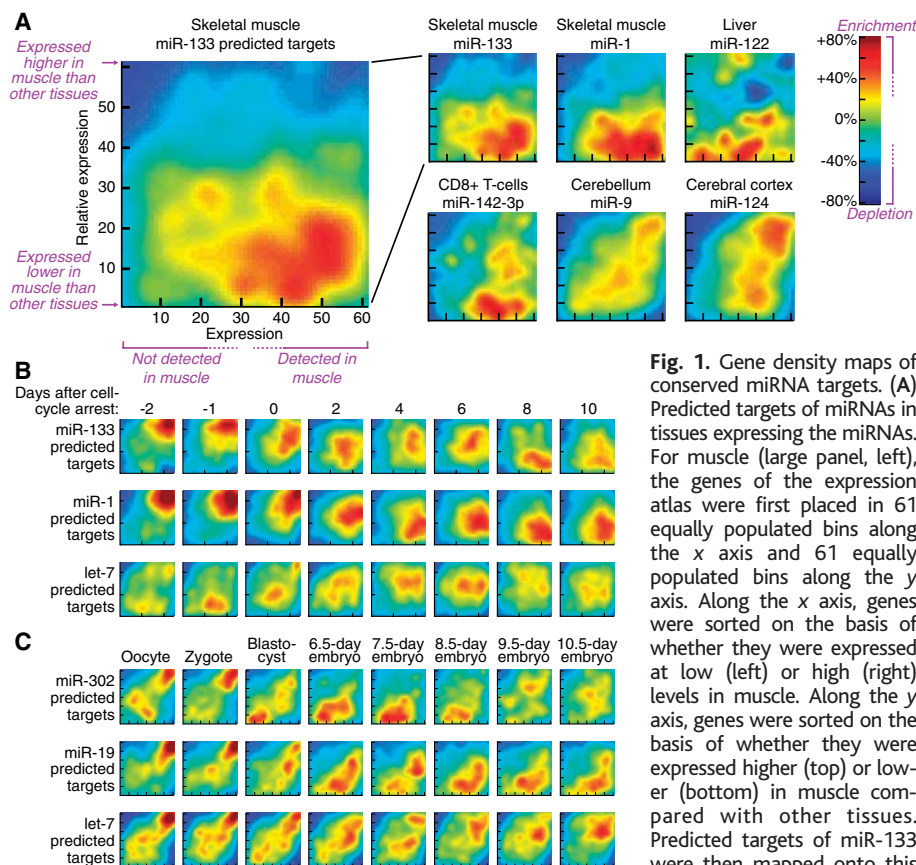 A
Skeletal muscle
miR-133 predicted targets
Expressed
higher in
muscle than
other tissues
Relative expression
50
40
30
20
10
Expressed
lower in
muscle than
other tissues
10 20 30 40 50 60
Expression
Not detected
in muscle
Detected in
muscle
Skeletal muscle
miR-133
Skeletal muscle
miR-1
Liver
miR-122
CD8+ T-cells
miR-142-3p
Cerebellum
miR-9
Cerebral cortex
miR-124
Enrichment
+80%
+40%
0%
-40%
-80%
Depletion
B
Days after cell-
cycle arrest:
-2 -1 0 2 4 6 8 10
miR-133
predicted
targets
miR-1
predicted
targets
let-7
predicted
targets
C
Oocyte
Zygote
Blasto-
cyst
6.5-day
embryo
7.5-day
embryo
8.5-day
embryo
9.5-day
embryo
10.5-day
embryo
miR-302
predicted
targets
miR-19
predicted
targets
let-7
predicted
targets
Fig. 1. Gene density maps of
conserved miRNA targets. (A)
Predicted targets of miRNAs in
tissues expressing the miRNAs.
For muscle (large panel, left),
the genes of the expression
atlas were first placed in 61
equally populated bins along
the x axis and 61 equally
populated bins along the y
axis. Along the x axis, genes
were sorted on the basis of
whether they were expressed
at low (left) or high (right)
levels in muscle. Along the y
axis, genes were sorted on the
basis of whether they were
expressed higher (top) or low-
er (bottom) in muscle com-
pared with other tissues.
Predicted targets of miR-133
were then mapped onto this